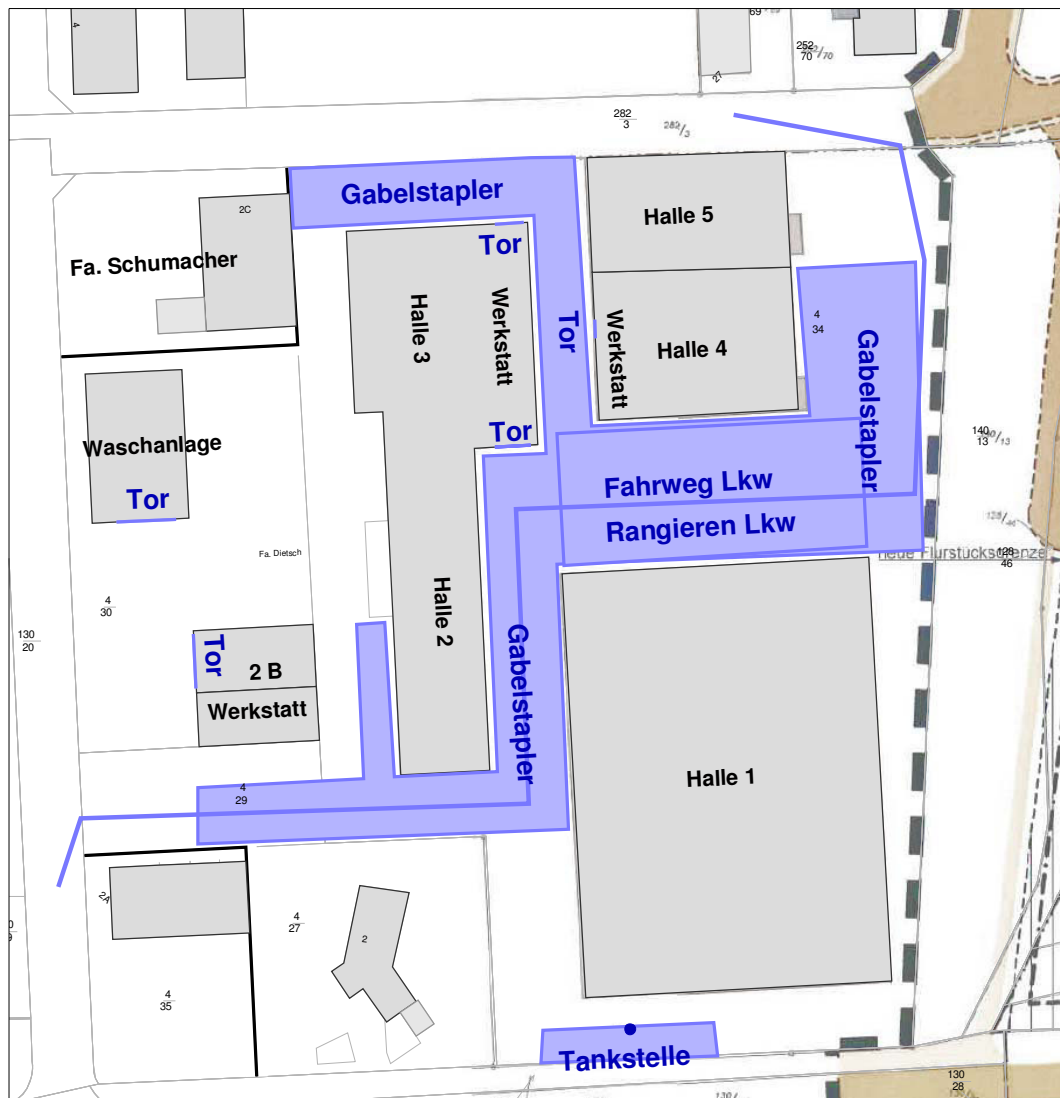 4
69
27
252
70
282
3
282/3
Gabelstapler
2C
Halle 5
Tor
Fa. Schumacher
Halle 3
Werkstatt
Tor
Werkstatt
Halle 4
4
34
Gabelstapler
Waschanlage
Tor
Tor
140
13
Fahrweg Lkw
Rangieren Lkw
Fa. Dietsch
neue Flurstücksgrenze
128
46
4
30
130
20
Halle 2
Gabelstapler
Tor
2 B
Werkstatt
Halle 1
4
29
2A
4
27
2
4
35
Tankstelle
130
28